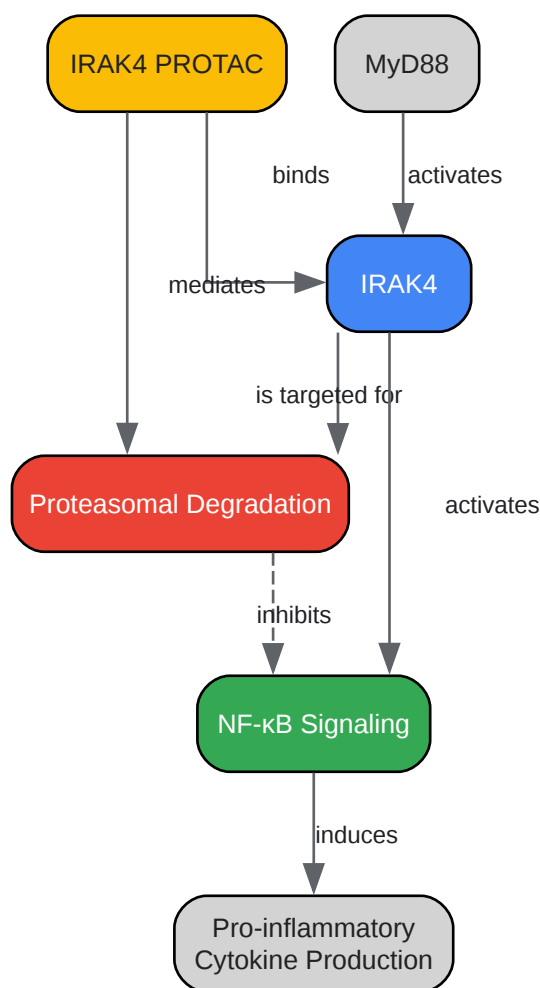 IRAK4 PROTAC
MyD88
binds
activates
mediates
IRAK4
is targeted for
Proteasomal Degradation
activates
inhibits
NF-κB Signaling
induces
Pro-inflammatory
Cytokine Production